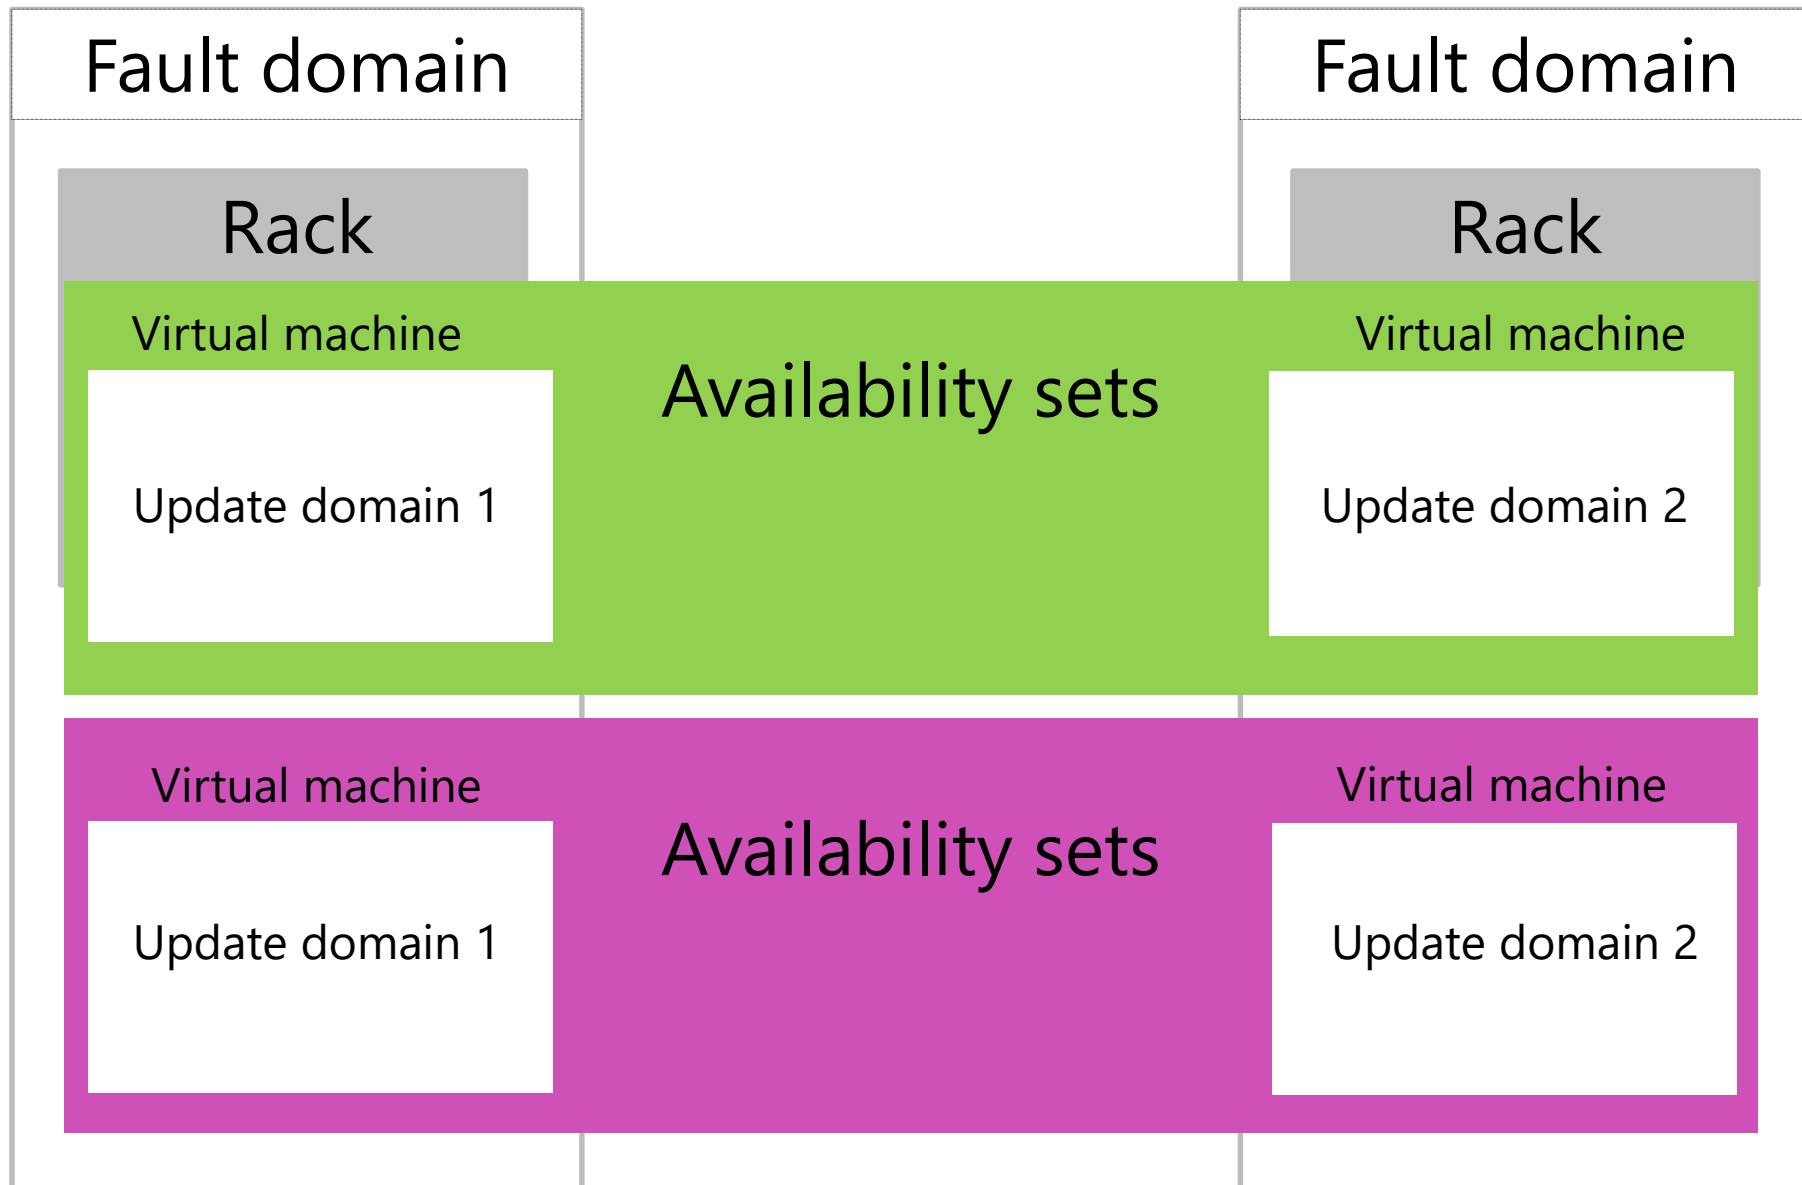 Fault domain
Fault domain
Rack
Rack
Virtual machine
Virtual machine
Availability sets
Update domain 1
Update domain 2
Virtual machine
Virtual machine
Availability sets
Update domain 1
Update domain 2